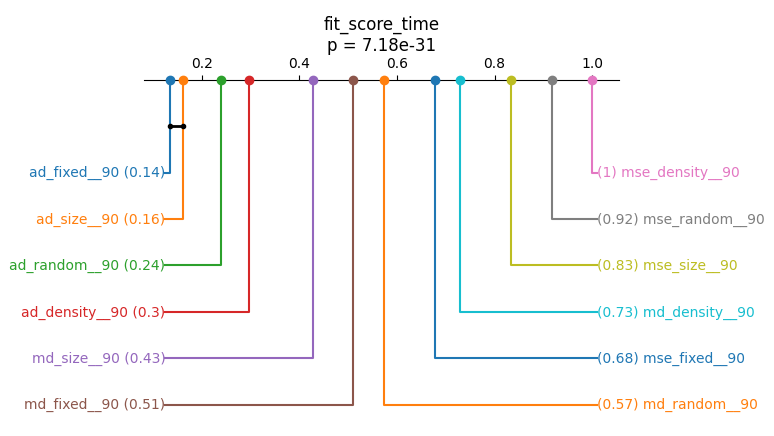 fit_score_time
p = 7.18e-31
0.2 0.4 0.6 0.8 1.0
ad_fixed__90 (0.14) (1) mse_density__90
ad_size__90 (0.16) (0.92) mse_random__90
ad_random__90 (0.24) (0.83) mse_size__90
ad_density__90 (0.3) (0.73) md_density__90
md_size__90 (0.43) (0.68) mse_fixed__90
md_fixed__90 (0.51) (0.57) md_random__90